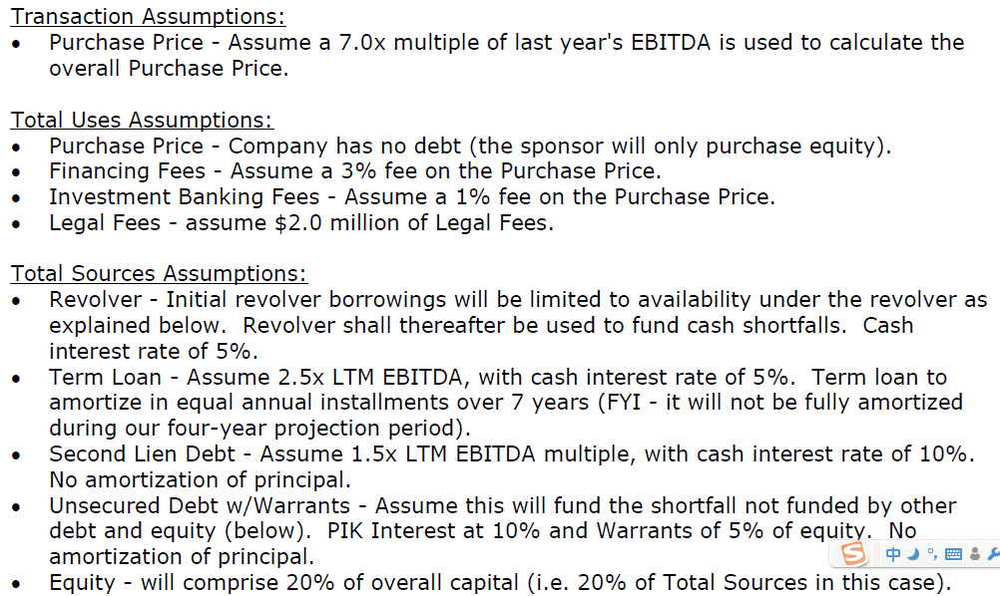 Transaction Assumptions:
• Purchase Price - Assume a 7.0x multiple of last year's EBITDA is used to calculate the
overall Purchase Price.
Total Uses Assumptions:
• Purchase Price - Company has no debt (the sponsor will only purchase equity).
• Financing Fees - Assume a 3% fee on the Purchase Price.
• Investment Banking Fees - Assume a 1% fee on the Purchase Price.
• Legal Fees - assume $2.0 million of Legal Fees.
Total Sources Assumptions:
• Revolver - Initial revolver borrowings will be limited to availability under the revolver as
explained below. Revolver shall thereafter be used to fund cash shortfalls. Cash
interest rate of 5%.
• Term Loan - Assume 2.5x LTM EBITDA, with cash interest rate of 5%. Term loan to
amortize in equal annual installments over 7 years (FYI - it will not be fully amortized
during our four-year projection period).
• Second Lien Debt - Assume 1.5x LTM EBITDA multiple, with cash interest rate of 10%.
No amortization of principal.
• Unsecured Debt w/Warrants - Assume this will fund the shortfall not funded by other
debt and equity (below). PIK Interest at 10% and Warrants of 5% of equity. No
amortization of principal.
S 中
• Equity - will comprise 20% of overall capital (i.e. 20% of Total Sources in this case).